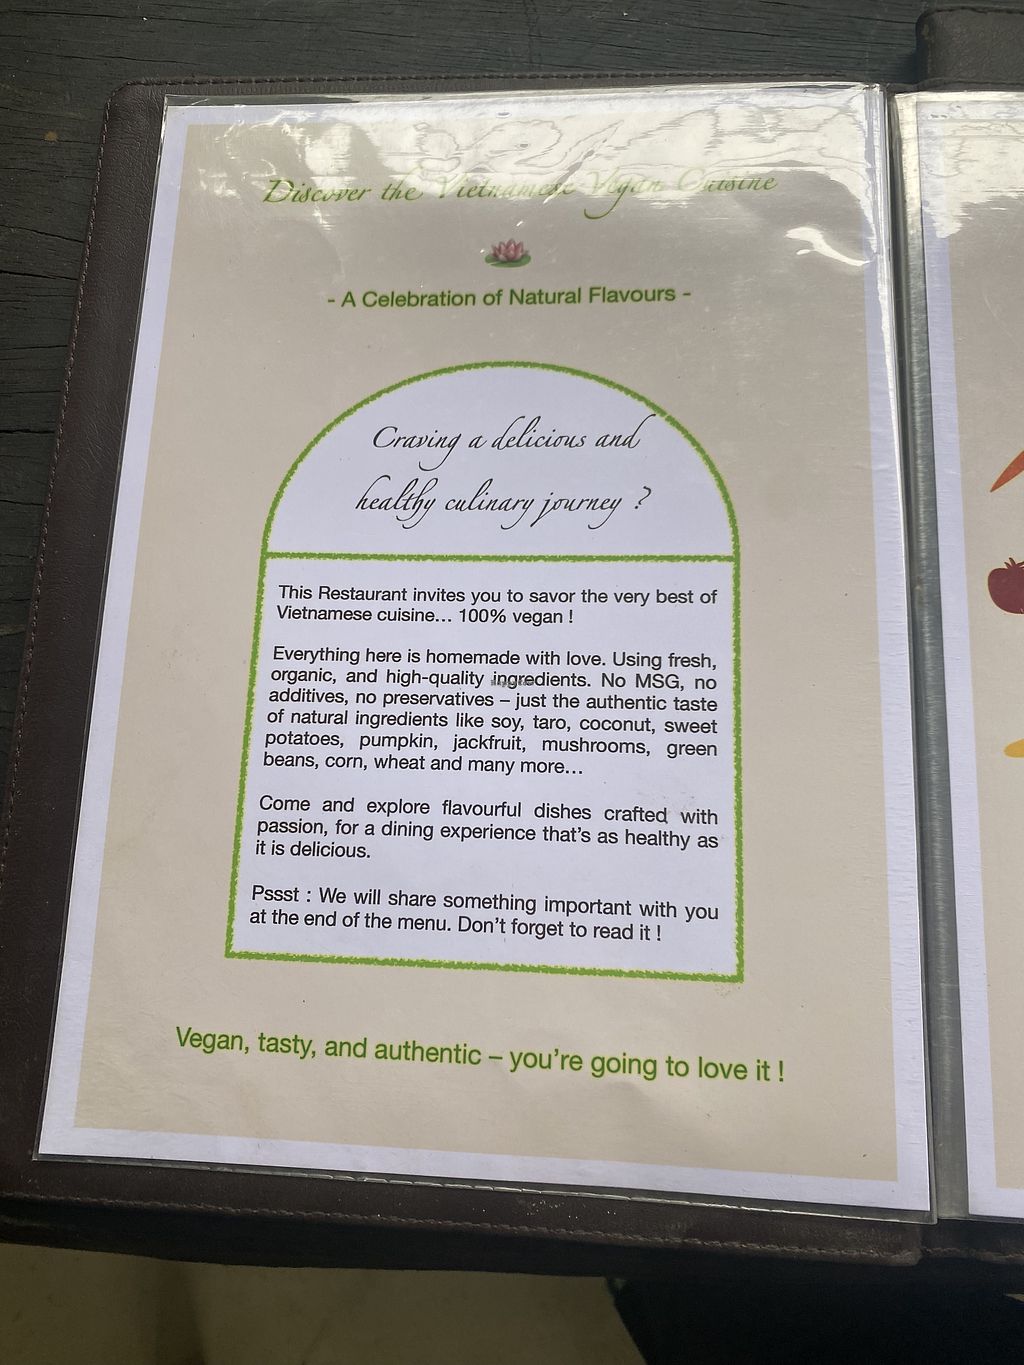 Discover the Vietnamese Vegan Cuisine
- A Celebration of Natural Flavours -
Craving a delicious and
healthy culinary journey ?
This Restaurant invites you to savor the very best of
Vietnamese cuisine... 100% vegan !
Everything here is homemade with love. Using fresh,
organic, and high-quality ingredients. No MSG, no
additives, no preservatives – just the authentic taste
of natural ingredients like soy, taro, coconut, sweet
potatoes, pumpkin, jackfruit, mushrooms, green
beans, corn, wheat and many more...
Come and explore flavourful dishes crafted with
passion, for a dining experience that's as healthy as
it is delicious.
Pssst : We will share something important with you
at the end of the menu. Don't forget to read it !
Vegan, tasty, and authentic – you're going to love it !